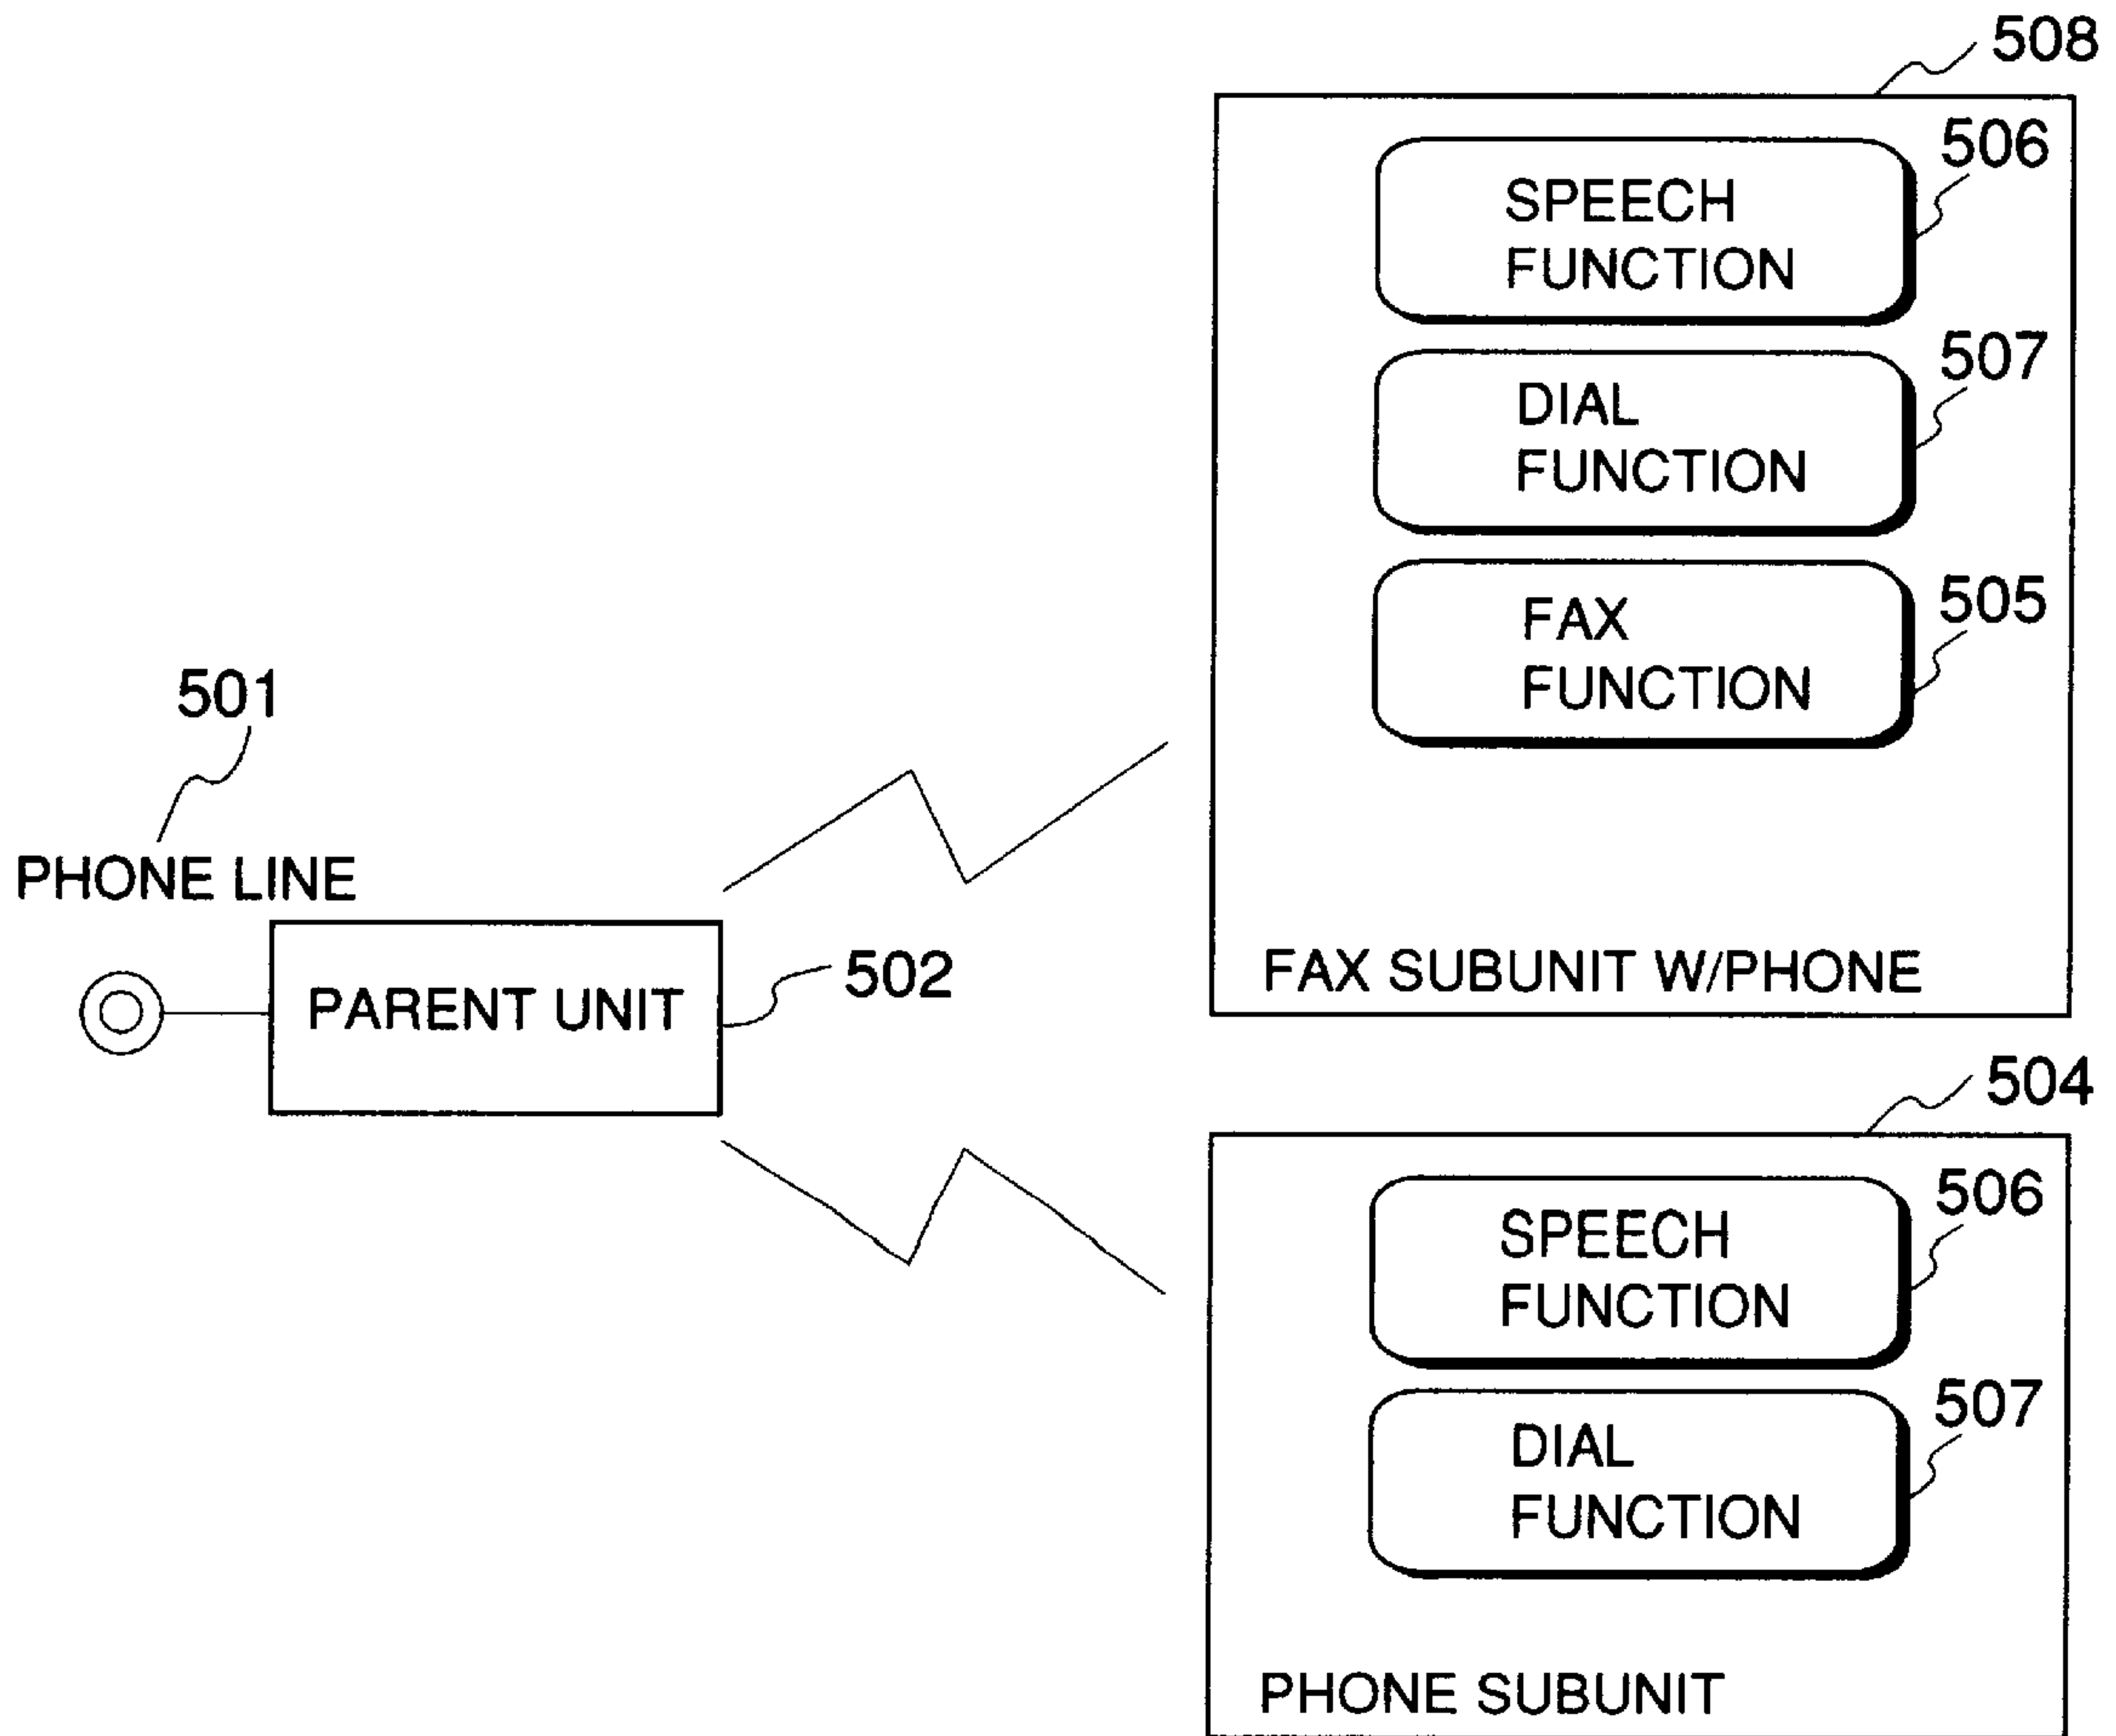 508
506
SPEECH
FUNCTION
507
DIAL
FUNCTION
505
FAX
FUNCTION
501
PHONE LINE
PARENT UNIT
502
FAX SUBUNIT W/PHONE
504
506
SPEECH
FUNCTION
507
DIAL
FUNCTION
PHONE SUBUNIT